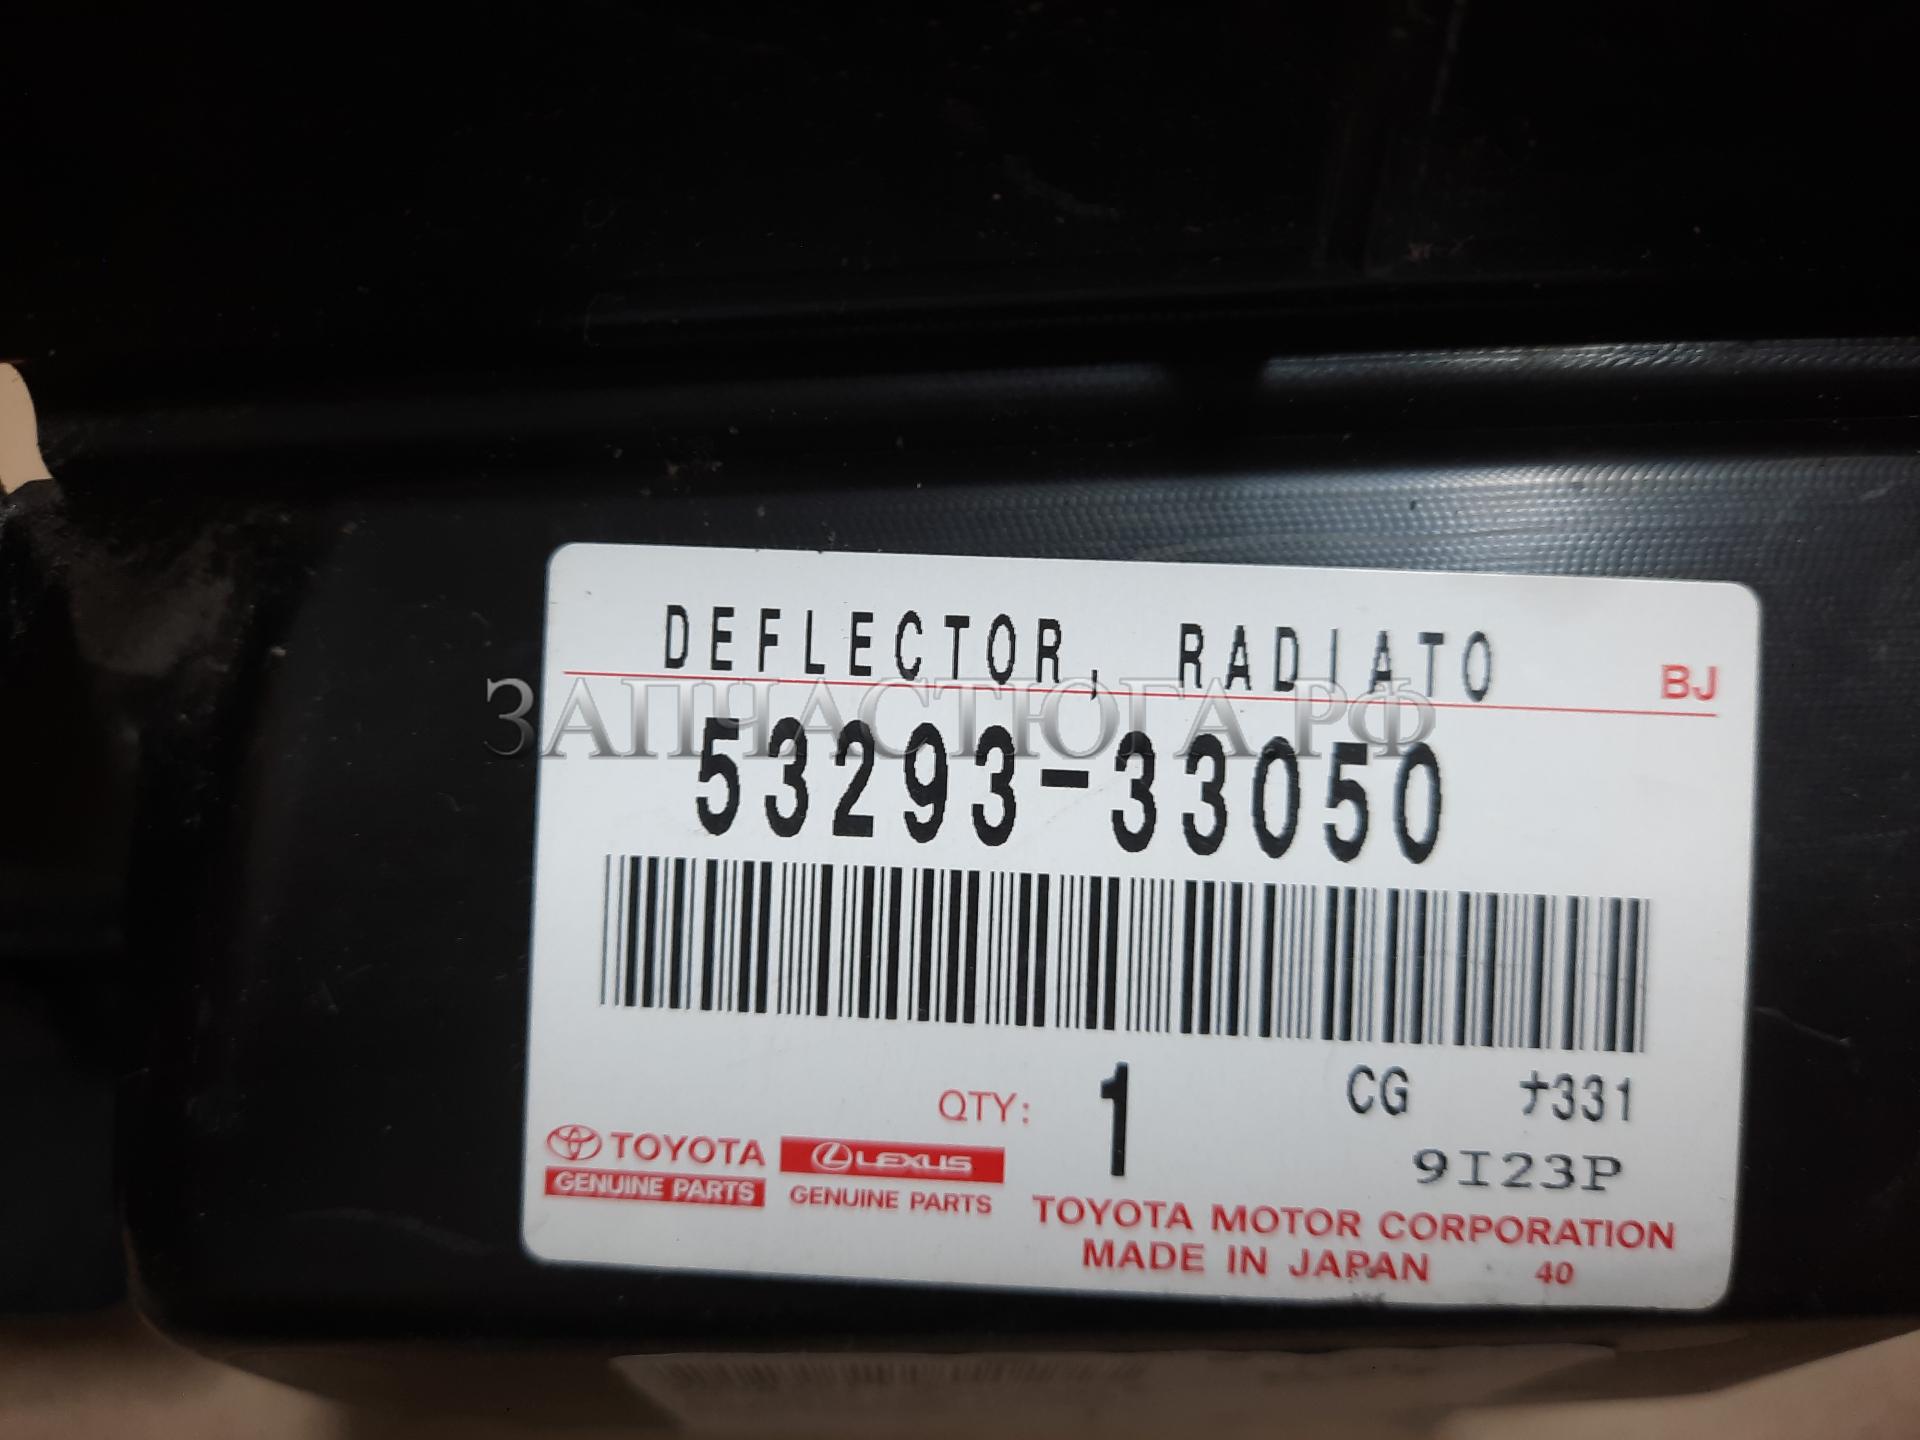 DEFLECTOR, RADIATO
BJ
ЗАПЧАСТЮГА.РФ
53293-33050
QTY: 1 CG ナ331
9I23P
TOYOTA LEXUS
GENUINE PARTS GENUINE PARTS
TOYOTA MOTOR CORPORATION
MADE IN JAPAN 40